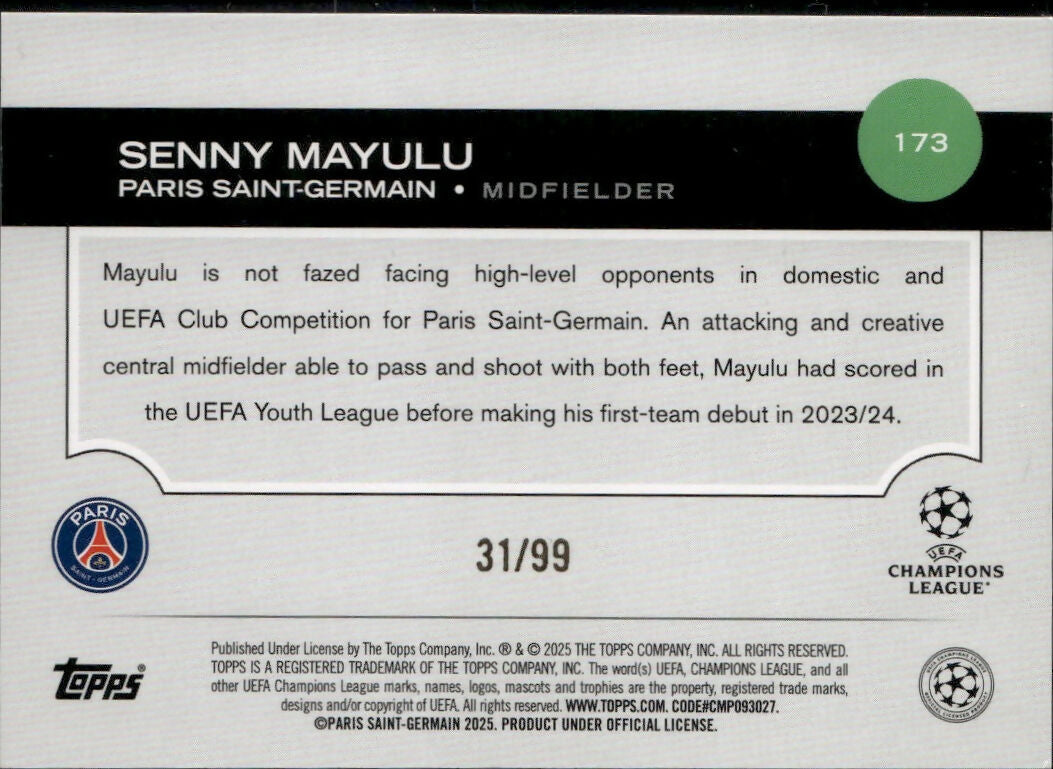 SENNY MAYULU
173
PARIS SAINT-GERMAIN • MIDFIELDER
Mayulu is not fazed facing high-level opponents in domestic and
UEFA Club Competition for Paris Saint-Germain. An attacking and creative
central midfielder able to pass and shoot with both feet, Mayulu had scored in
the UEFA Youth League before making his first-team debut in 2023/24.
PARIS
SAINT-GERMAIN
31/99
UEFA
CHAMPIONS
LEAGUE®
Published Under License by The Topps Company, Inc. ® & © 2025 THE TOPPS COMPANY, INC. ALL RIGHTS RESERVED.
TOPPS IS A REGISTERED TRADEMARK OF THE TOPPS COMPANY, INC. The word(s) UEFA, CHAMPIONS LEAGUE, and all
other UEFA Champions League marks, names, logos, mascots and trophies are the property, registered trade marks,
designs and/or copyright of UEFA. All rights reserved. WWW.TOPPS.COM. CODE#CMP093027.
©PARIS SAINT-GERMAIN 2025. PRODUCT UNDER OFFICIAL LICENSE.
Topps®
UEFA CHAMPIONS LEAGUE
OFFICIAL LICENSED PRODUCT